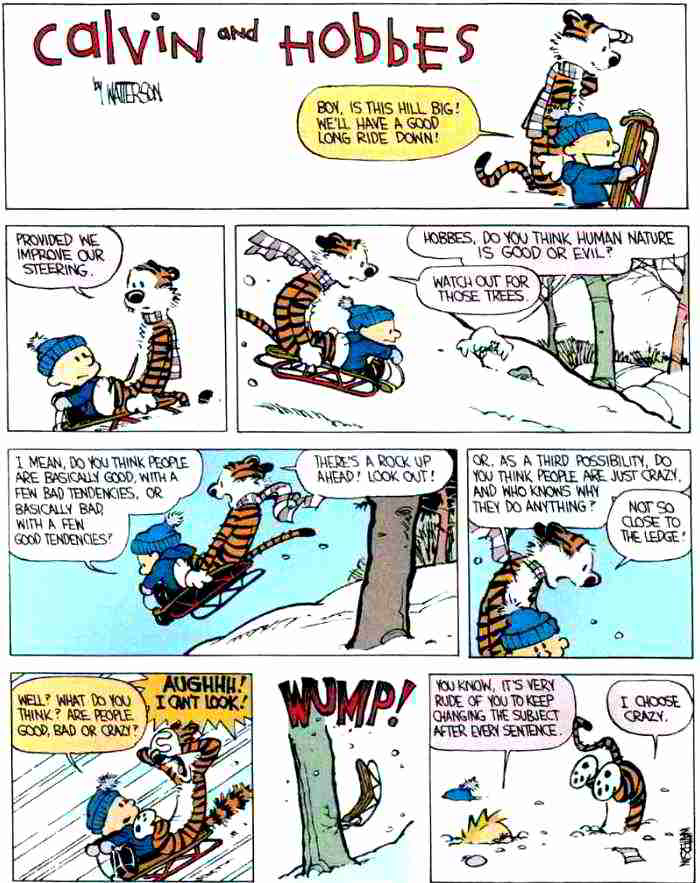 CALVIN AND HOBBES
BY WATTERSON
BOY, IS THIS HILL BIG!
WE'LL HAVE A GOOD
LONG RIDE DOWN!
PROVIDED WE
IMPROVE OUR
STEERING.
HOBBES, DO YOU THINK HUMAN NATURE
IS GOOD OR EVIL?
WATCH OUT FOR
THOSE TREES.
I MEAN, DO YOU THINK PEOPLE
ARE BASICALLY GOOD, WITH A
FEW BAD TENDENCIES, OR
BASICALLY BAD,
WITH A FEW
GOOD TENDENCIES?
THERE'S A ROCK UP
AHEAD! LOOK OUT!
OR, AS A THIRD POSSIBILITY, DO
YOU THINK PEOPLE ARE JUST CRAZY,
AND WHO KNOWS WHY
THEY DO ANYTHING?
NOT SO
CLOSE TO
THE LEDGE!
WELL? WHAT DO YOU
THINK? ARE PEOPLE
GOOD, BAD OR CRAZY?
AUGHHH!
I CAN'T LOOK!
WUMP!
YOU KNOW, IT'S VERY
RUDE OF YOU TO KEEP
CHANGING THE SUBJECT
AFTER EVERY SENTENCE.
I CHOOSE
CRAZY.
WATTERSON